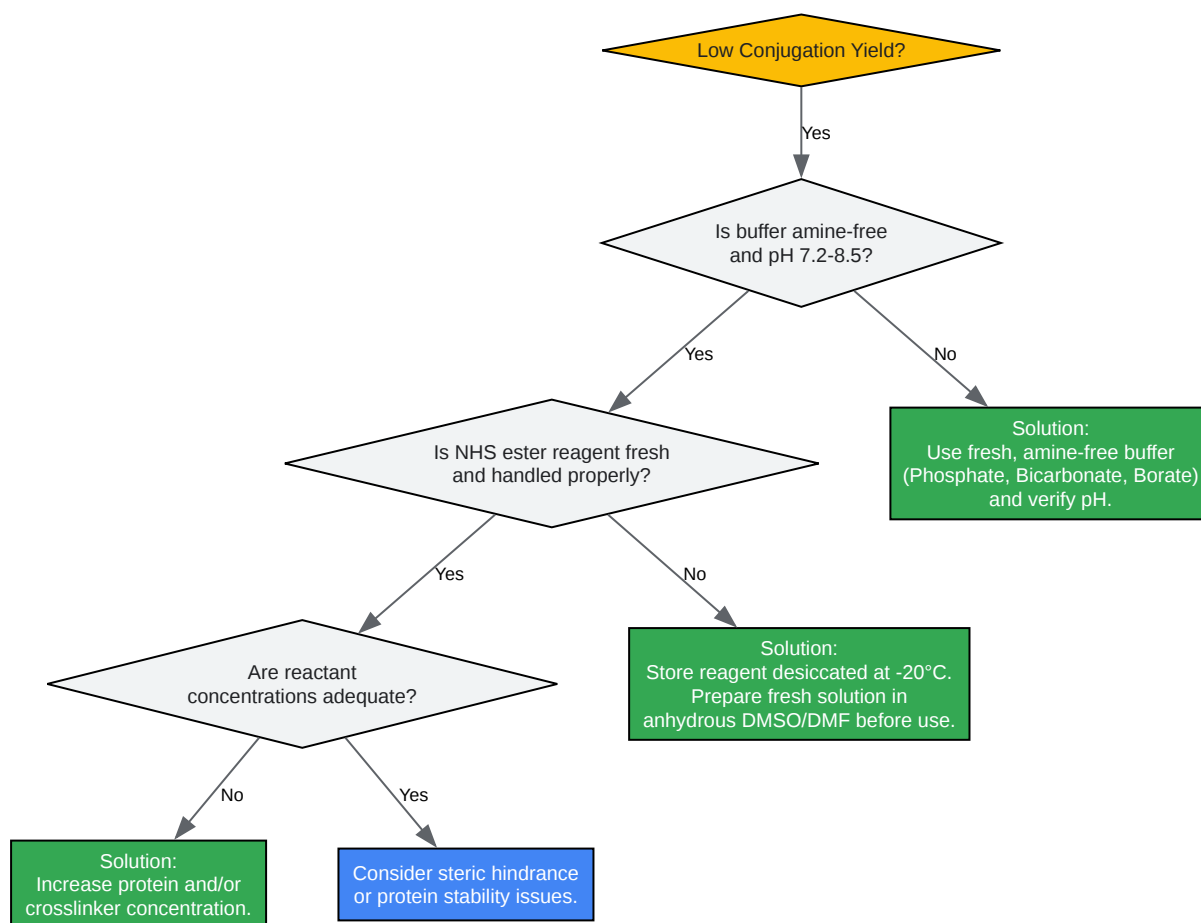 Low Conjugation Yield?
Yes
Is buffer amine-free
and pH 7.2-8.5?
Yes
No
Is NHS ester reagent fresh
and handled properly?
Solution:
Use fresh, amine-free buffer
(Phosphate, Bicarbonate, Borate)
and verify pH.
Yes
No
Are reactant
concentrations adequate?
Solution:
Store reagent desiccated at -20°C.
Prepare fresh solution in
anhydrous DMSO/DMF before use.
No
Yes
Solution:
Increase protein and/or
crosslinker concentration.
Consider steric hindrance
or protein stability issues.